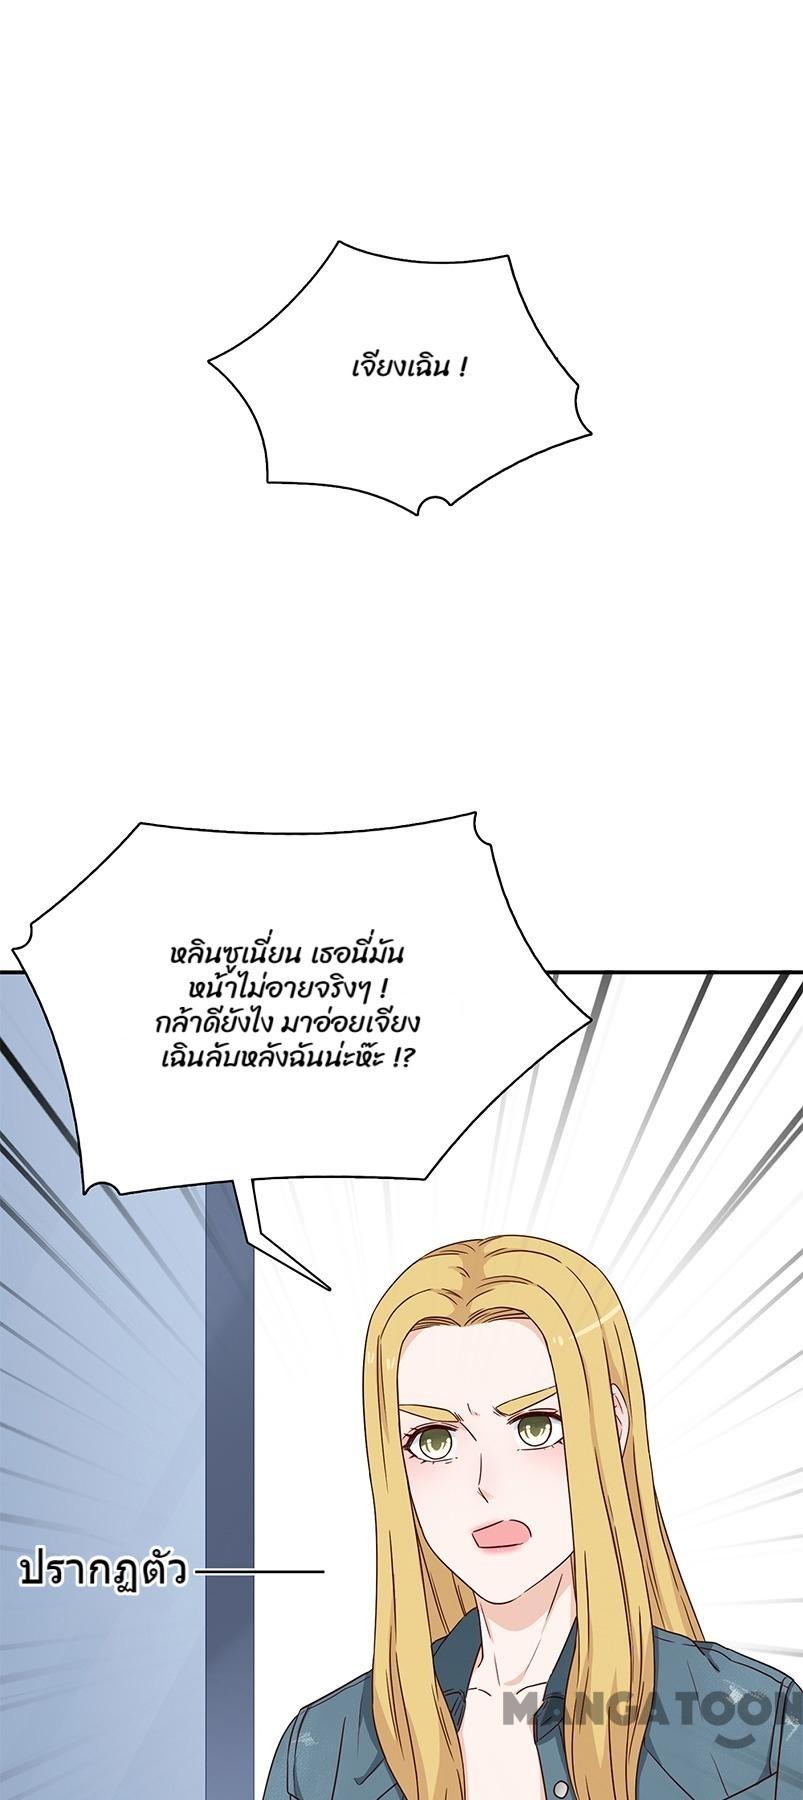 เจียงเฉิน !
หลินซูเนี่ยน เธอนี่มัน
หน้าไม่อายจริงๆ !
กล้าดียังไง มาอ่อยเจียง
เฉินลับหลังฉันน่ะห๊ะ !?
ปรากฏตัว
MANGATOON